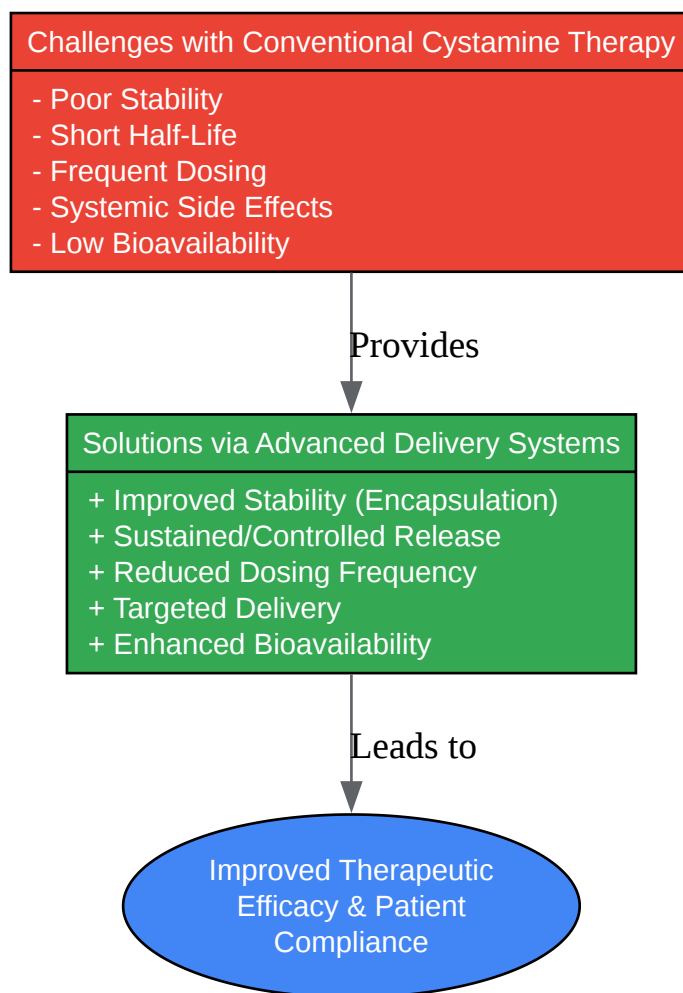 Challenges with Conventional Cystamine Therapy
- Poor Stability
- Short Half-Life
- Frequent Dosing
- Systemic Side Effects
- Low Bioavailability
Provides
Solutions via Advanced Delivery Systems
+ Improved Stability (Encapsulation)
+ Sustained/Controlled Release
+ Reduced Dosing Frequency
+ Targeted Delivery
+ Enhanced Bioavailability
Leads to
Improved Therapeutic
Efficacy & Patient
Compliance